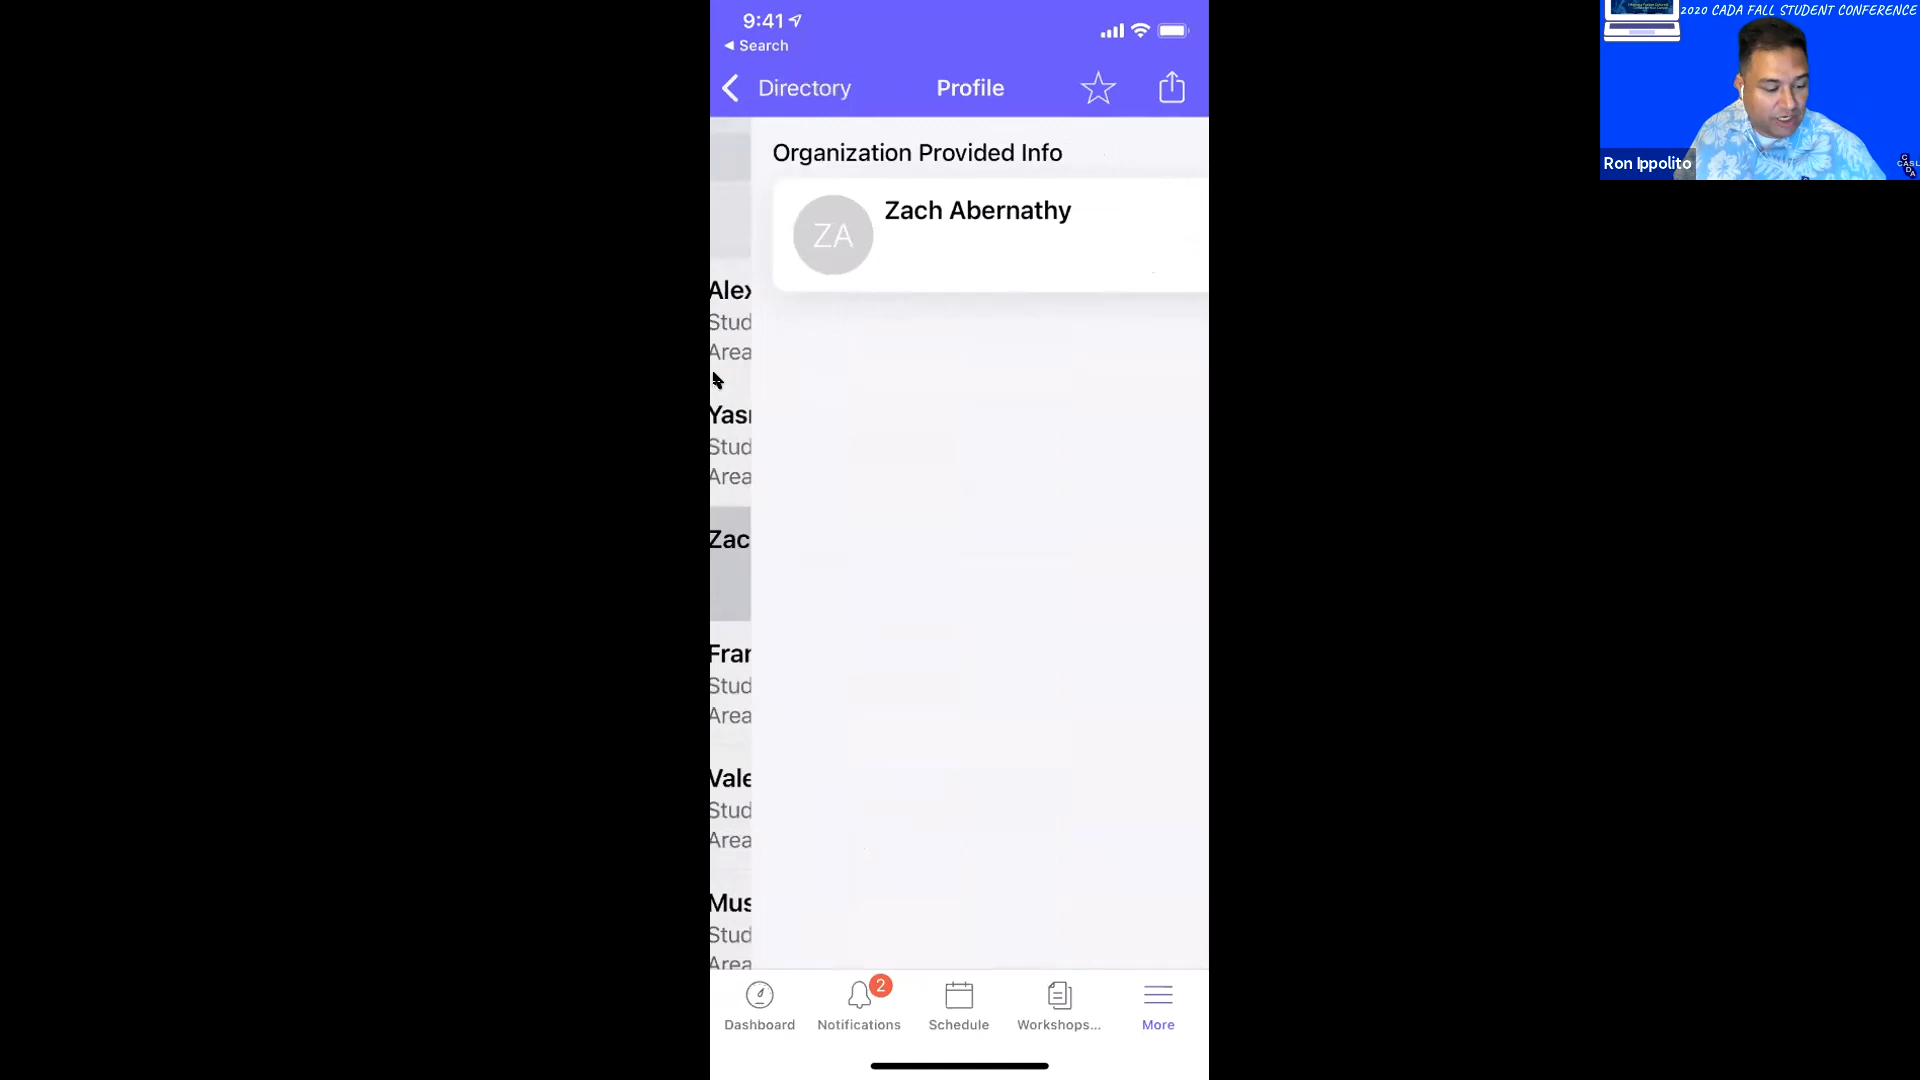 9:41
Search
Directory
Profile
Organization Provided Info
ZA
Zach Abernathy
Alex
Stud
Area
Yasm
Stud
Area
Zac
Fran
Stud
Area
Vale
Stud
Area
Mus
Stud
Area
2
Dashboard
Notifications
Schedule
Workshops...
More
2020 CADA FALL STUDENT CONFERENCE
Ron Ippolito